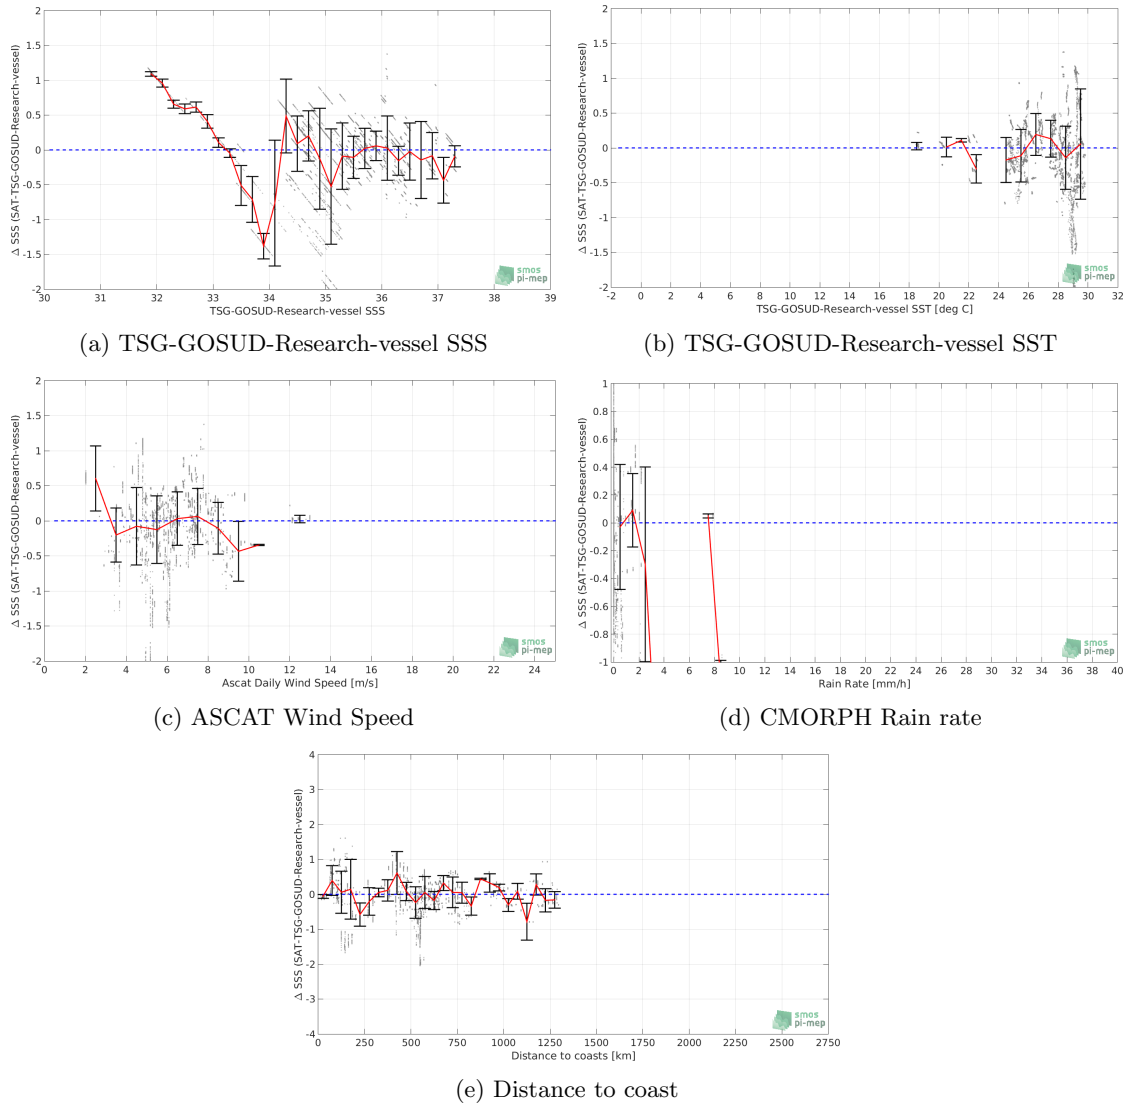 Δ SSS (SAT-TSG-GOSUD-Research-vessel)
2
1.5
1
0.5
0
-0.5
-1
-1.5
-2
30 31 32 33 34 35 36 37 38 39
TSG-GOSUD-Research-vessel SSS
smos
pi-mep
(a) TSG-GOSUD-Research-vessel SSS
Δ SSS (SAT-TSG-GOSUD-Research-vessel)
2
1.5
1
0.5
0
-0.5
-1
-1.5
-2
-2 0 2 4 6 8 10 12 14 16 18 20 22 24 26 28 30 32
TSG-GOSUD-Research-vessel SST [deg C]
smos
pi-mep
(b) TSG-GOSUD-Research-vessel SST
Δ SSS (SAT-TSG-GOSUD-Research-vessel)
2
1.5
1
0.5
0
-0.5
-1
-1.5
-2
0 2 4 6 8 10 12 14 16 18 20 22 24
Ascat Daily Wind Speed [m/s]
smos
pi-mep
(c) ASCAT Wind Speed
Δ SSS (SAT-TSG-GOSUD-Research-vessel)
1
0.8
0.6
0.4
0.2
0
-0.2
-0.4
-0.6
-0.8
-1
0 2 4 6 8 10 12 14 16 18 20 22 24 26 28 30 32 34 36 38 40
Rain Rate [mm/h]
smos
pi-mep
(d) CMORPH Rain rate
Δ SSS (SAT-TSG-GOSUD-Research-vessel)
4
3
2
1
0
-1
-2
-3
-4
0 250 500 750 1000 1250 1500 1750 2000 2250 2500 2750
Distance to coasts [km]
smos
pi-mep
(e) Distance to coast